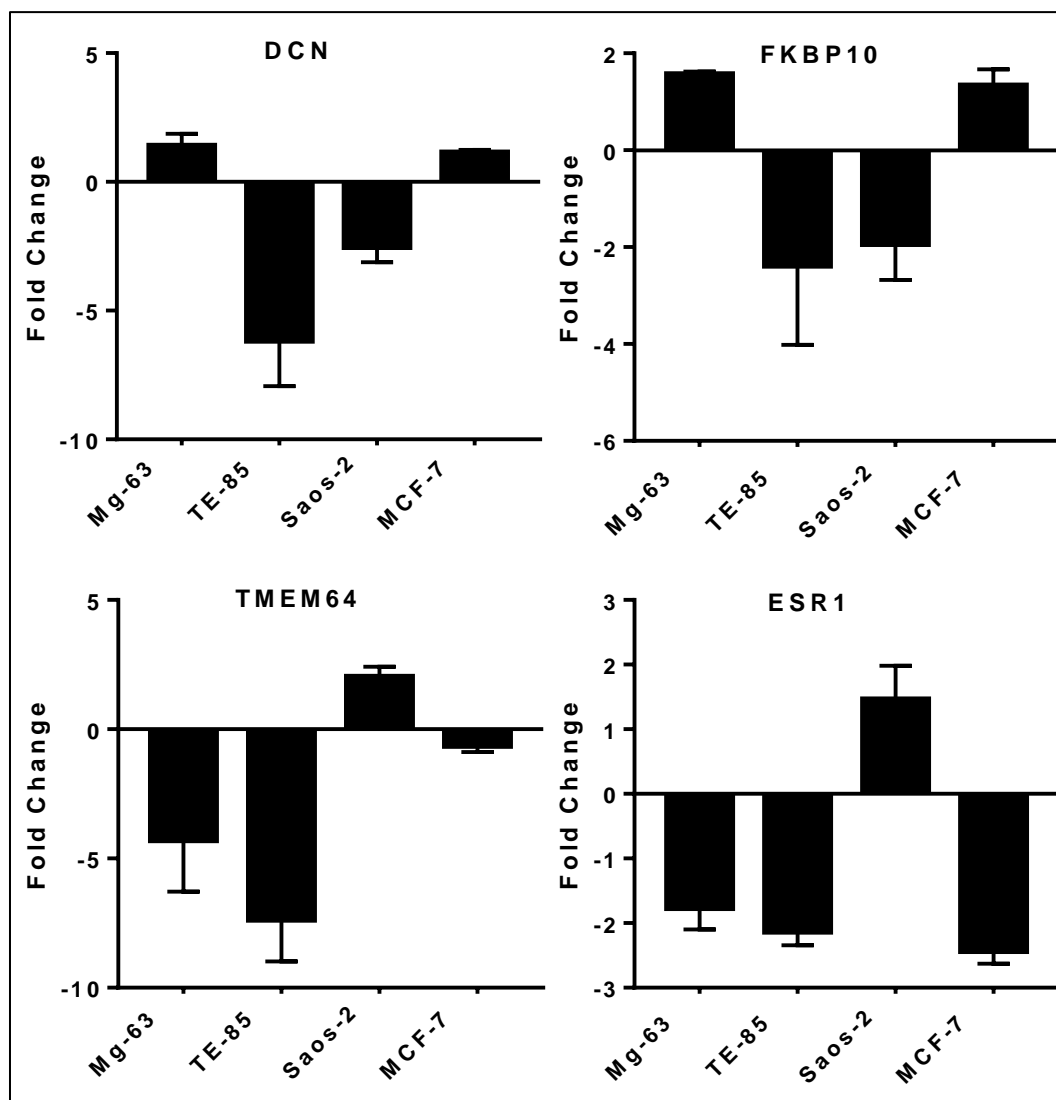 DCN
Fold Change
5
0
-5
-10
Mg-63
TE-85
Saos-2
MCF-7
FKBP10
Fold Change
2
0
-2
-4
-6
Mg-63
TE-85
Saos-2
MCF-7
TMEM64
Fold Change
5
0
-5
-10
Mg-63
TE-85
Saos-2
MCF-7
ESR1
Fold Change
3
2
1
0
-1
-2
-3
Mg-63
TE-85
Saos-2
MCF-7